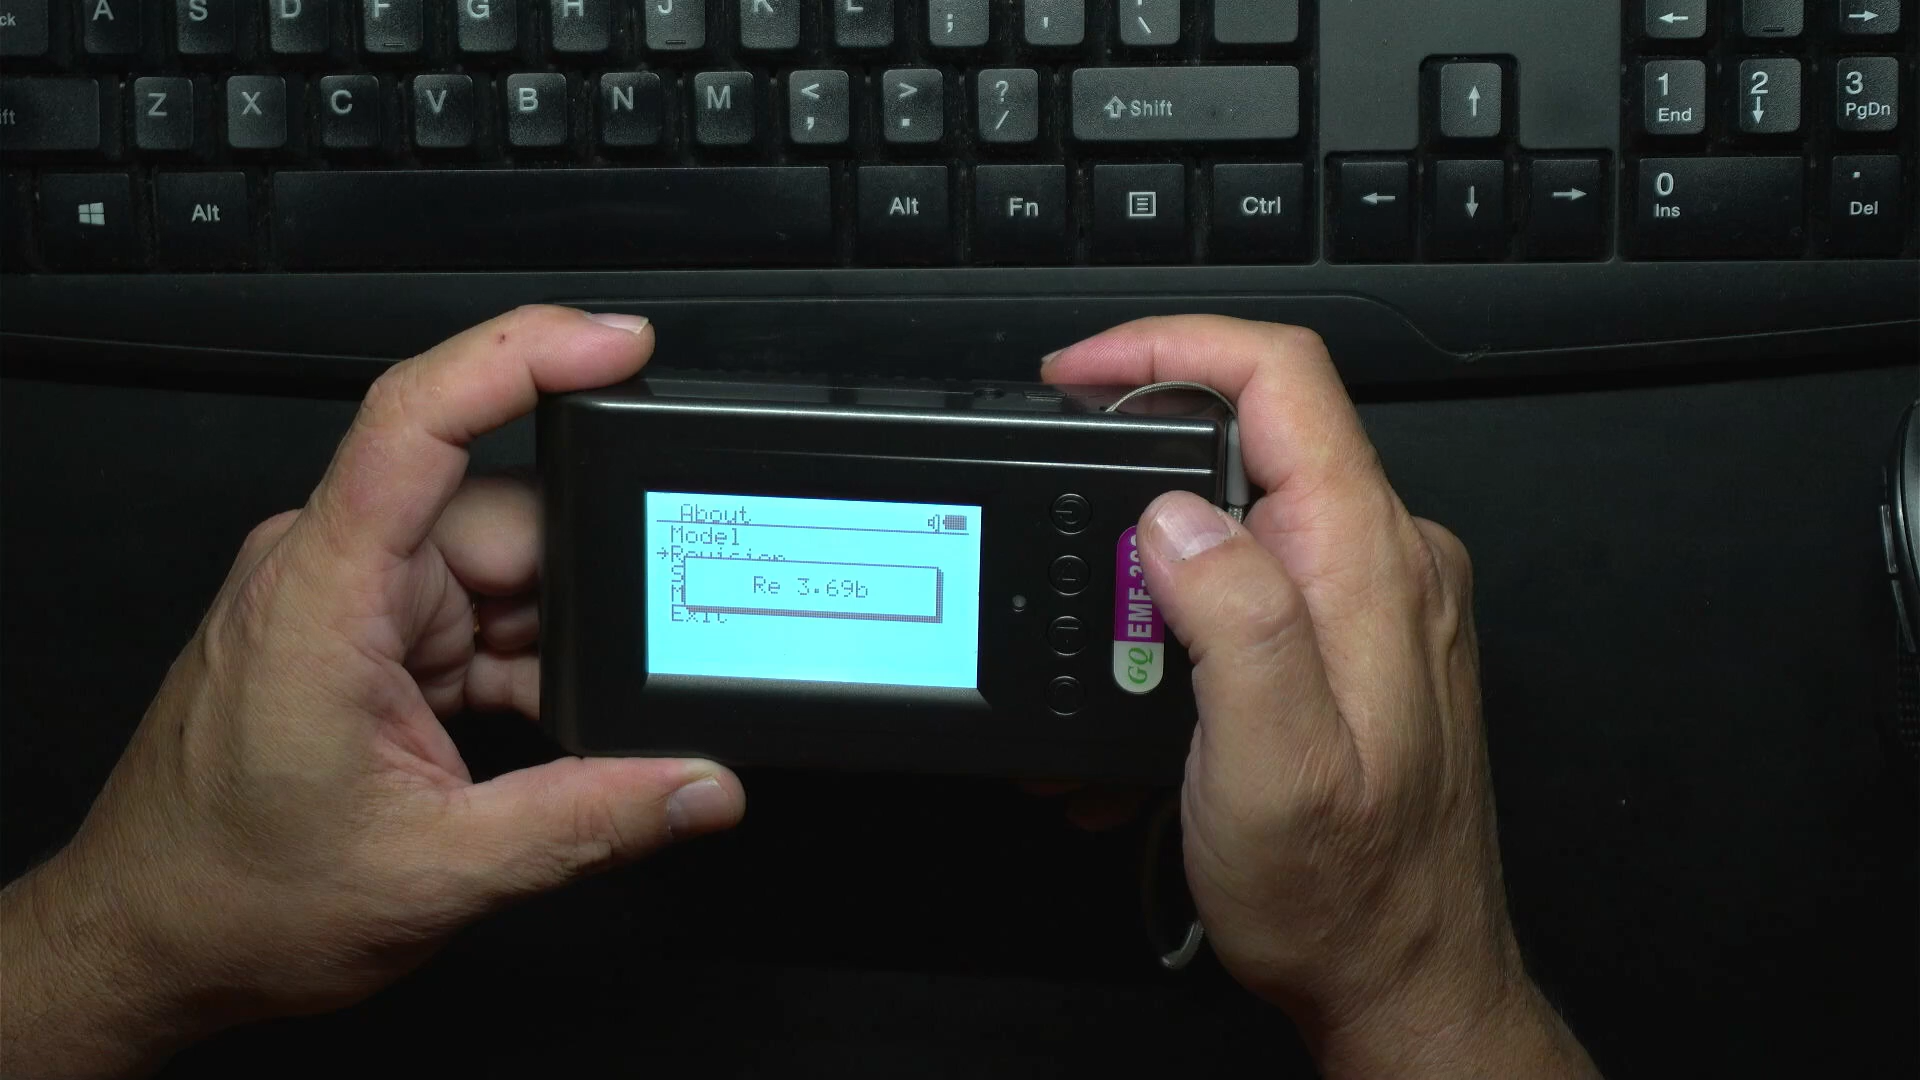 A S D F G H J K L ; ' \
Z X C V B N M < , > . ? / Shift
1 End 2 3 PgDn
Alt Alt Fn Ctrl
0 Ins . Del
About
Model
Revision
Re 3.69b
Exit
GQ